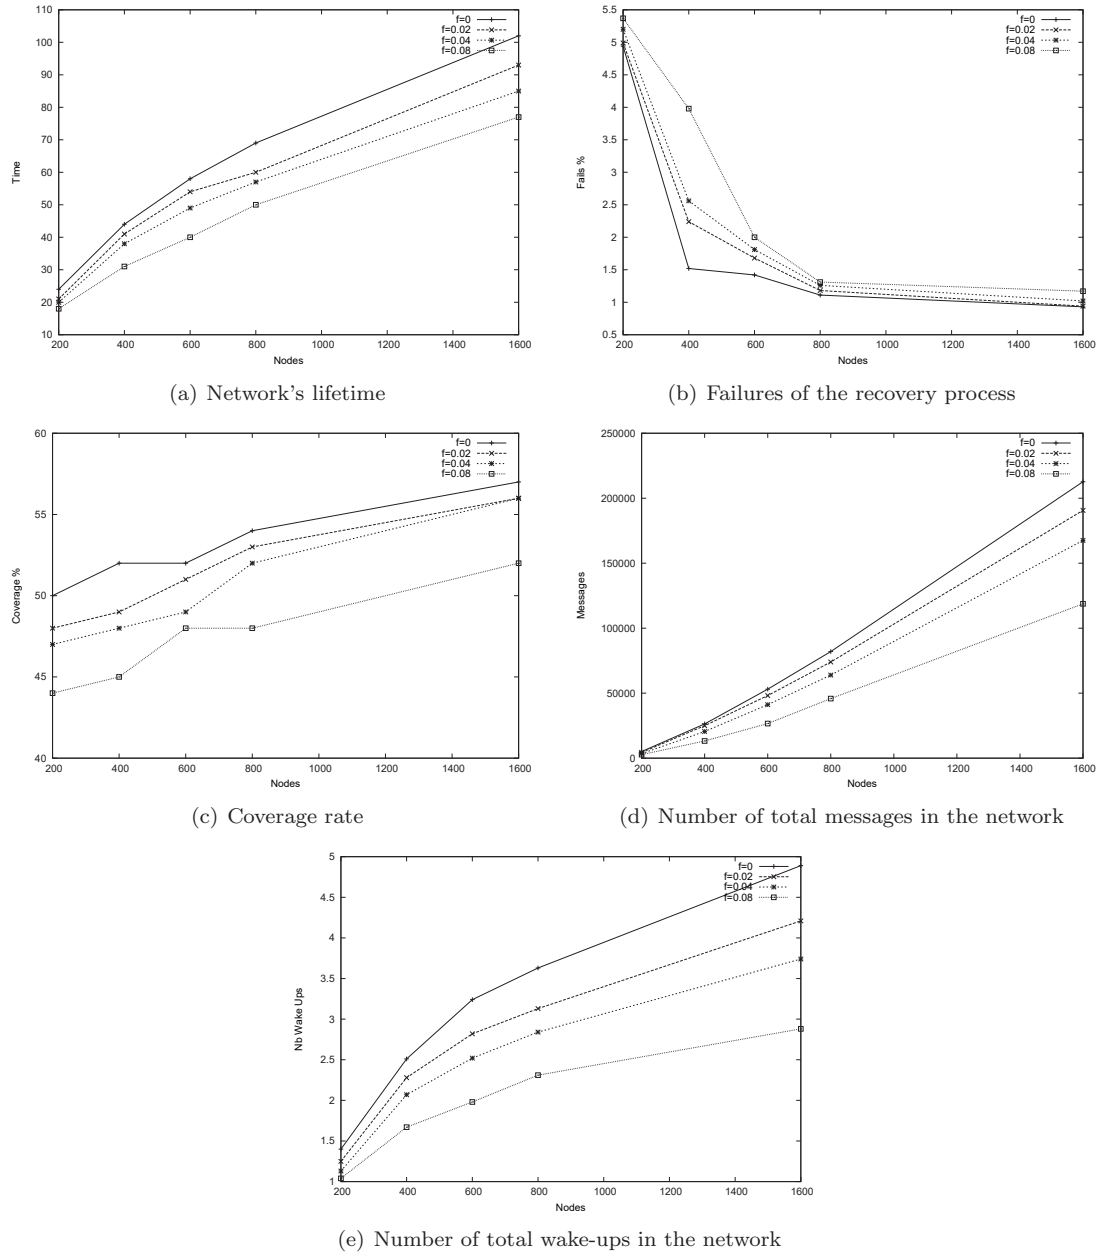 110
100
90
80
70
60
50
40
30
20
10
Time
200 400 600 800 1000 1200 1400 1600
Nodes
f=0
f=0.02
f=0.04
f=0.08
(a) Network's lifetime
5.5
5
4.5
4
3.5
3
2.5
2
1.5
1
0.5
Fails %
200 400 600 800 1000 1200 1400 1600
Nodes
f=0
f=0.02
f=0.04
f=0.08
(b) Failures of the recovery process
60
55
50
45
40
Coverage %
200 400 600 800 1000 1200 1400 1600
Nodes
f=0
f=0.02
f=0.04
f=0.08
(c) Coverage rate
250000
200000
150000
100000
50000
0
Messages
200 400 600 800 1000 1200 1400 1600
Nodes
f=0
f=0.02
f=0.04
f=0.08
(d) Number of total messages in the network
5
4.5
4
3.5
3
2.5
2
1.5
1
Nb Wake Ups
200 400 600 800 1000 1200 1400 1600
Nodes
f=0
f=0.02
f=0.04
f=0.08
(e) Number of total wake-ups in the network